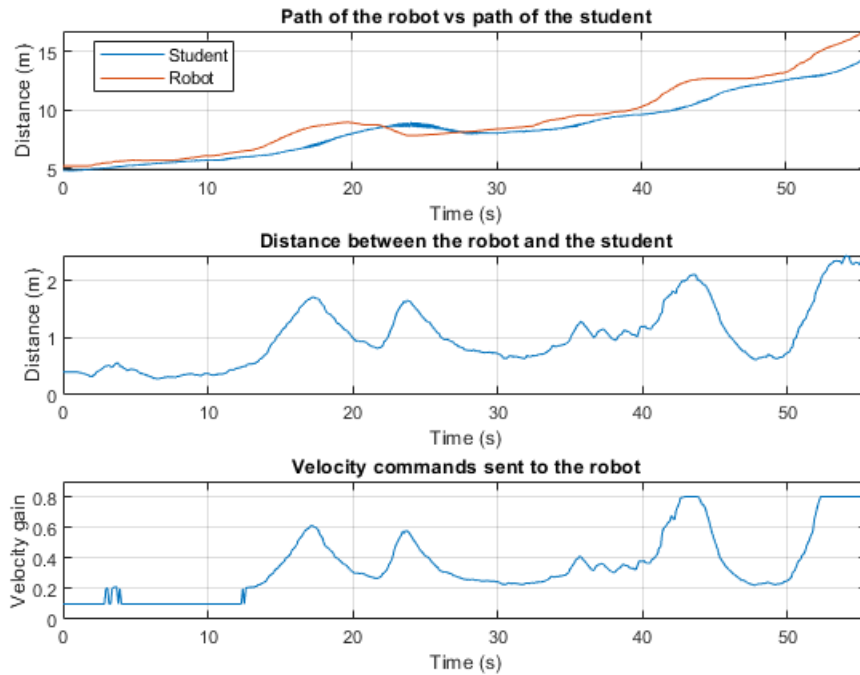 Path of the robot vs path of the student
Distance (m)
15
10
5
Student
Robot
0 10 20 30 40 50
Time (s)
Distance between the robot and the student
Distance (m)
2
1
0
0 10 20 30 40 50
Time (s)
Velocity commands sent to the robot
Velocity gain
0.8
0.6
0.4
0.2
0
0 10 20 30 40 50
Time (s)